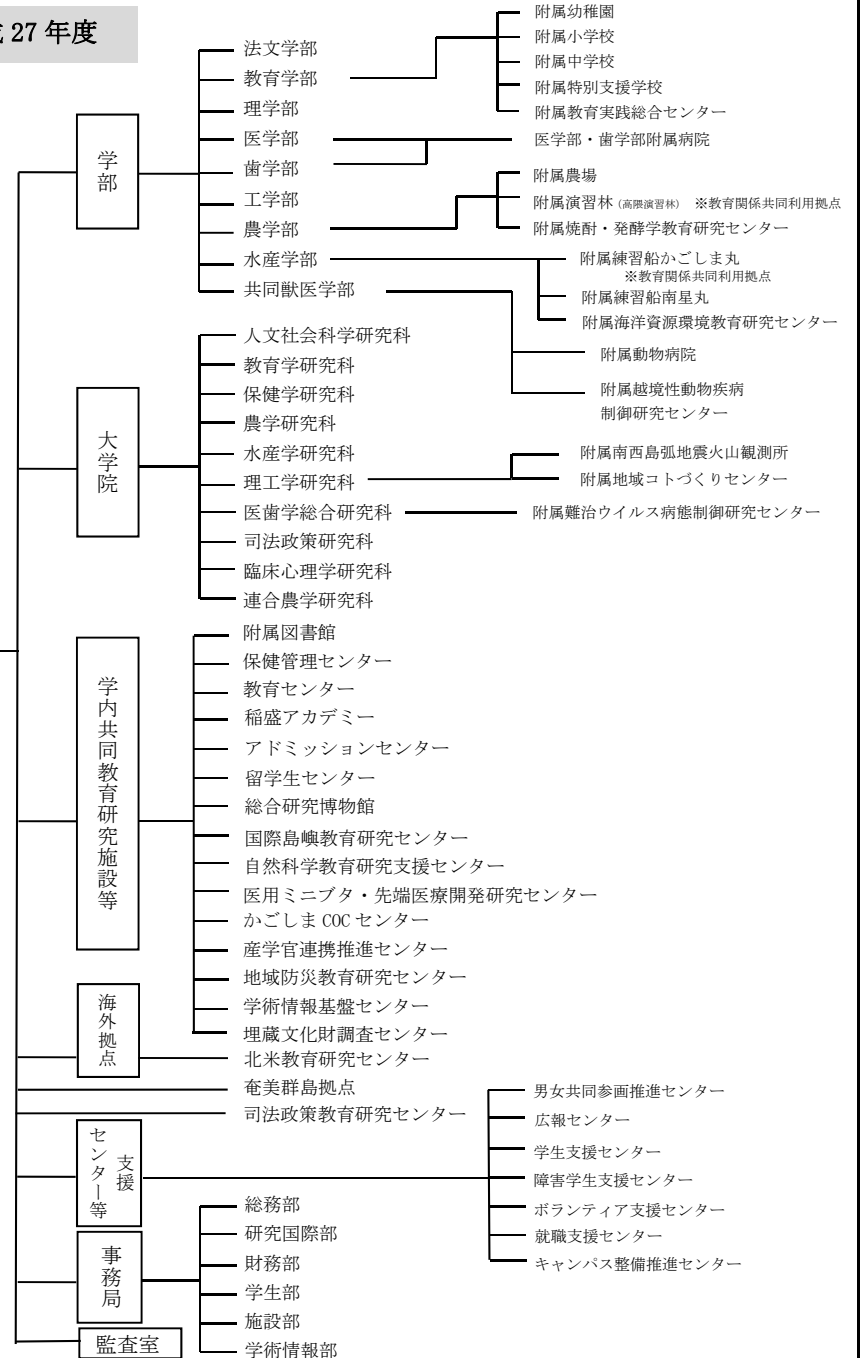 27 年度
学部
法文学部
教育学部
附属幼稚園
附属小学校
附属中学校
附属特別支援学校
附属教育実践総合センター
理学部
医学部
歯学部
医学部・歯学部附属病院
工学部
農学部
附属農場
附属演習林(高隈演習林) ※教育関係共同利用拠点
附属焼酎・発酵学教育研究センター
水産学部
附属練習船かごしま丸
※教育関係共同利用拠点
附属練習船南星丸
附属海洋資源環境教育研究センター
共同獣医学部
附属動物病院
附属越境性動物疾病
制御研究センター
大学院
人文社会科学研究科
教育学研究科
保健学研究科
農学研究科
水産学研究科
理工学研究科
附属南西島弧地震火山観測所
附属地域コトづくりセンター
医歯学総合研究科
附属難治ウイルス病態制御研究センター
司法政策研究科
臨床心理学研究科
連合農学研究科
学内共同教育研究施設等
附属図書館
保健管理センター
教育センター
稲盛アカデミー
アドミッションセンター
留学生センター
総合研究博物館
国際島嶼教育研究センター
自然科学教育研究支援センター
医用ミニブタ・先端医療開発研究センター
かごしま COC センター
産学官連携推進センター
地域防災教育研究センター
学術情報基盤センター
埋蔵文化財調査センター
海外拠点
北米教育研究センター
奄美群島拠点
司法政策教育研究センター
支援
センター等
男女共同参画推進センター
広報センター
学生支援センター
障害学生支援センター
ボランティア支援センター
就職支援センター
キャンパス整備推進センター
事務局
総務部
研究国際部
財務部
学生部
施設部
学術情報部
監査室